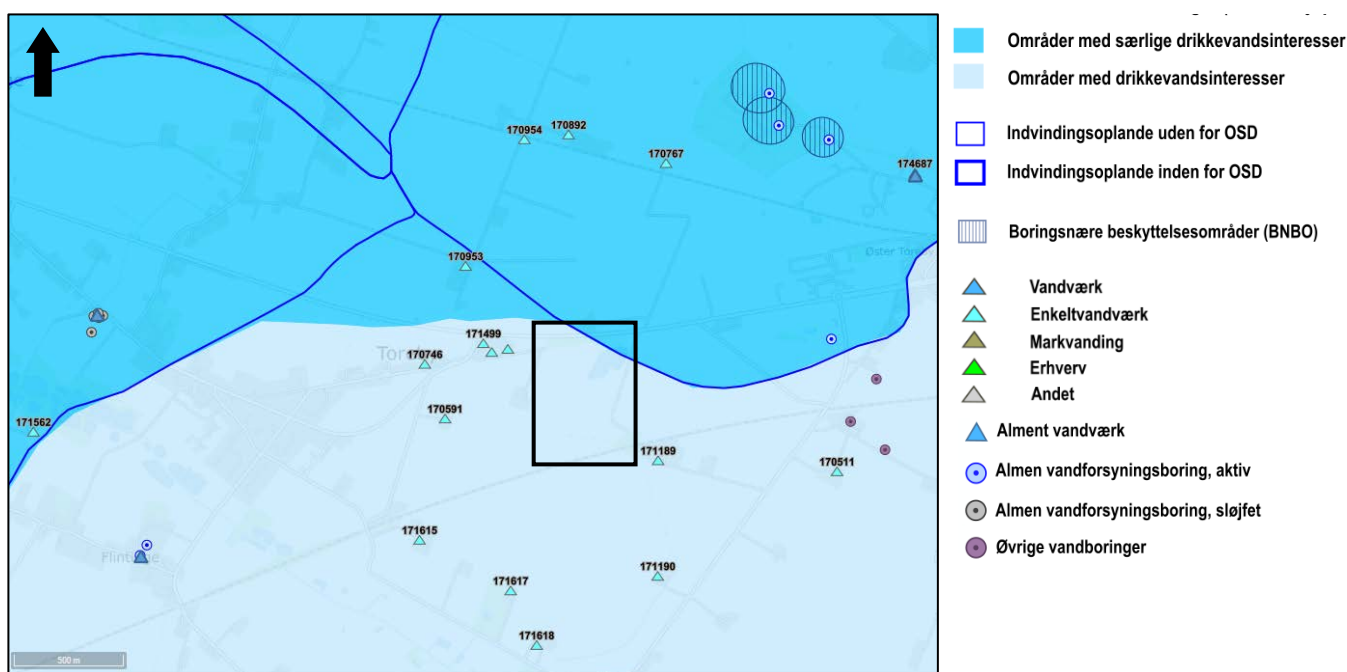 Områder med særlige drikkevandsinteresser
Områder med drikkevandsinteresser
Indvindingsoplande uden for OSD
Indvindingsoplande inden for OSD
Boringsnære beskyttelsesområder (BNBO)
Vandværk
Enkeltvandværk
Markvanding
Erhverv
Andet
Alment vandværk
Almen vandforsyningsboring, aktiv
Almen vandforsyningsboring, sløjfet
Øvrige vandboringer
170954
170892
170767
174687
170953
171499
170746
170591
171562
171189
170511
171615
171617
171190
171618
500 m